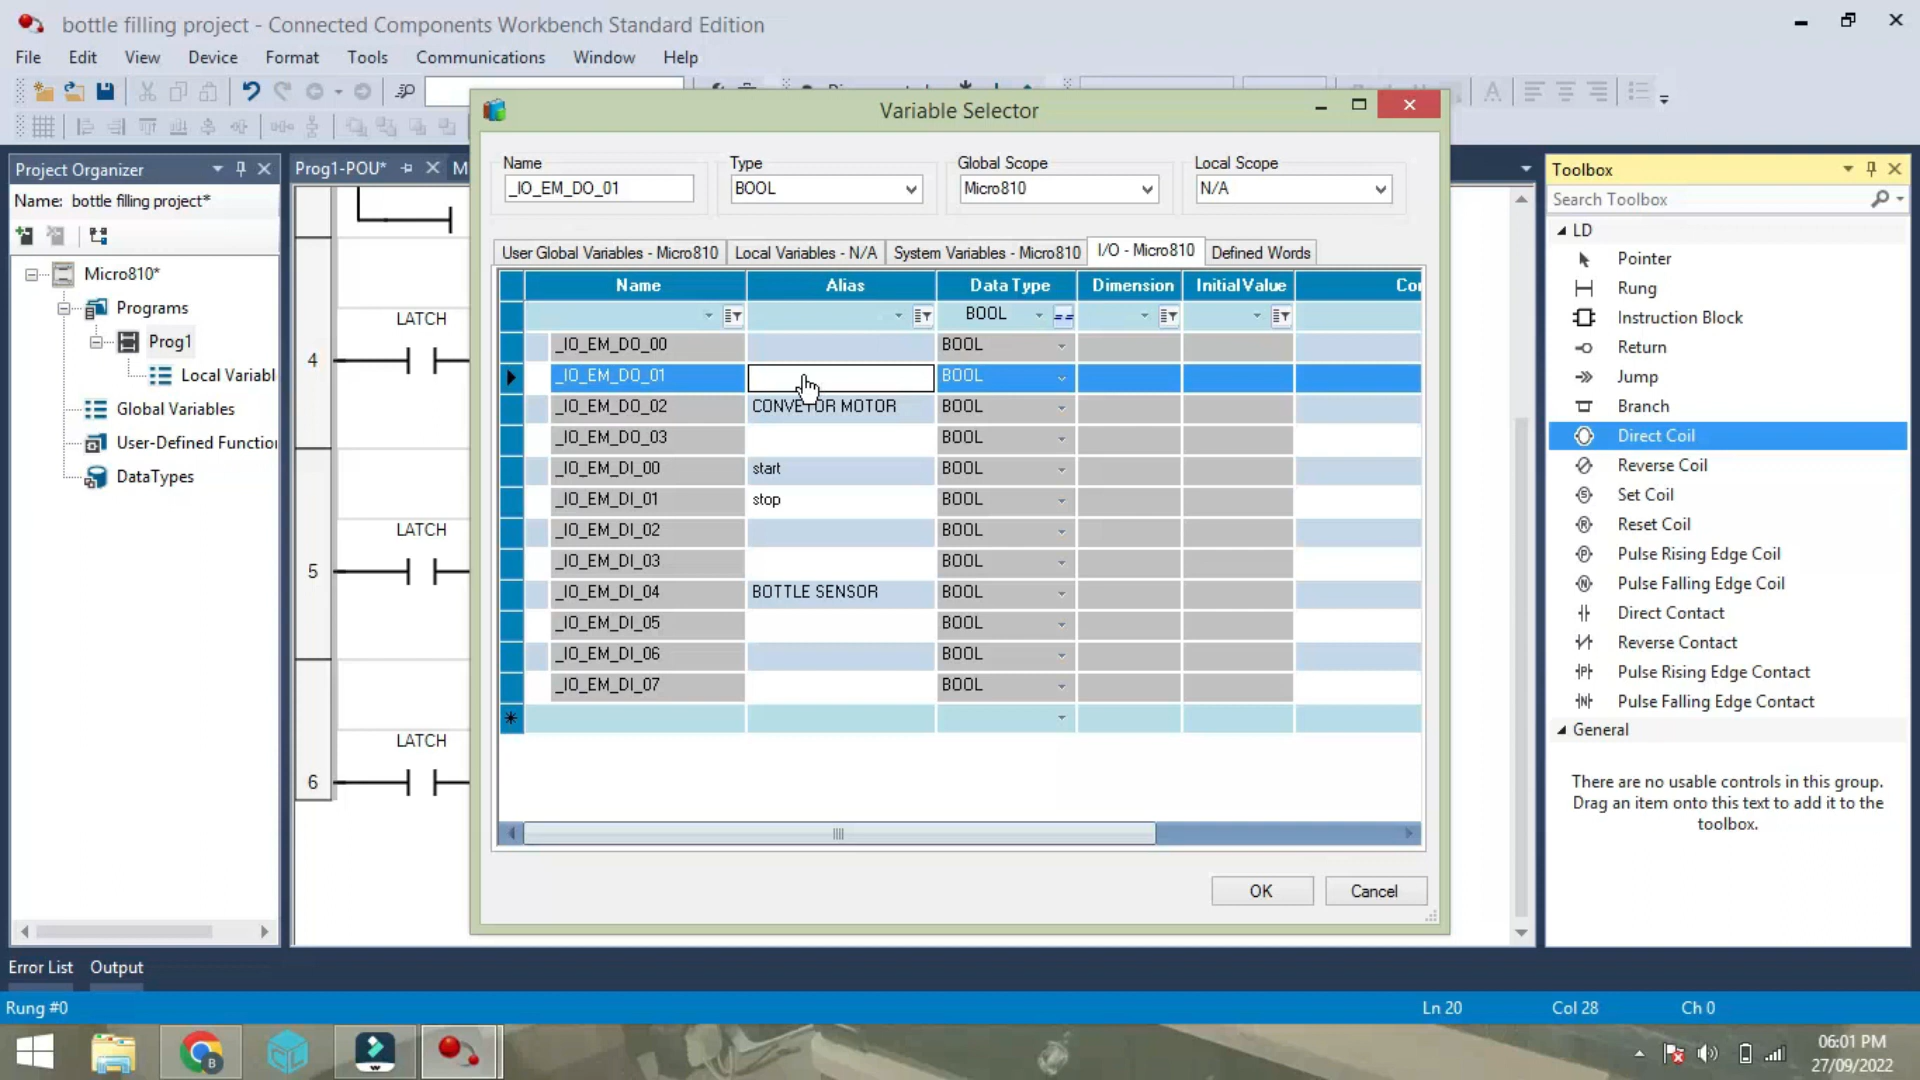 bottle filling project - Connected Components Workbench Standard Edition
File Edit View Device Format Tools Communications Window Help
Variable Selector
Project Organizer
Name: bottle filling project*
Micro810*
Programs
Prog1
Local Variabl
Global Variables
User-Defined Function
DataTypes
Prog1-POU*
M
LATCH
4
LATCH
5
LATCH
6
Name Type Global Scope Local Scope
_IO_EM_DO_01 BOOL Micro810 N/A
User Global Variables - Micro810 Local Variables - N/A System Variables - Micro810 I/O - Micro810 Defined Words
Name Alias Data Type Dimension Initial Value
BOOL
_IO_EM_DO_00 BOOL
_IO_EM_DO_01 BOOL
_IO_EM_DO_02 CONVEYOR MOTOR BOOL
_IO_EM_DO_03 BOOL
_IO_EM_DI_00 start BOOL
_IO_EM_DI_01 stop BOOL
_IO_EM_DI_02 BOOL
_IO_EM_DI_03 BOOL
_IO_EM_DI_04 BOTTLE SENSOR BOOL
_IO_EM_DI_05 BOOL
_IO_EM_DI_06 BOOL
_IO_EM_DI_07 BOOL
OK Cancel
Toolbox
Search Toolbox
LD
Pointer
Rung
Instruction Block
Return
Jump
Branch
Direct Coil
Reverse Coil
Set Coil
Reset Coil
Pulse Rising Edge Coil
Pulse Falling Edge Coil
Direct Contact
Reverse Contact
Pulse Rising Edge Contact
Pulse Falling Edge Contact
General
There are no usable controls in this group.
Drag an item onto this text to add it to the
toolbox.
Error List Output
Rung #0 Ln 20 Col 28 Ch 0
06:01 PM
27/09/2022